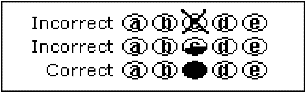 Incorrect a b c d e
Incorrect a b d e
Correct a b d e